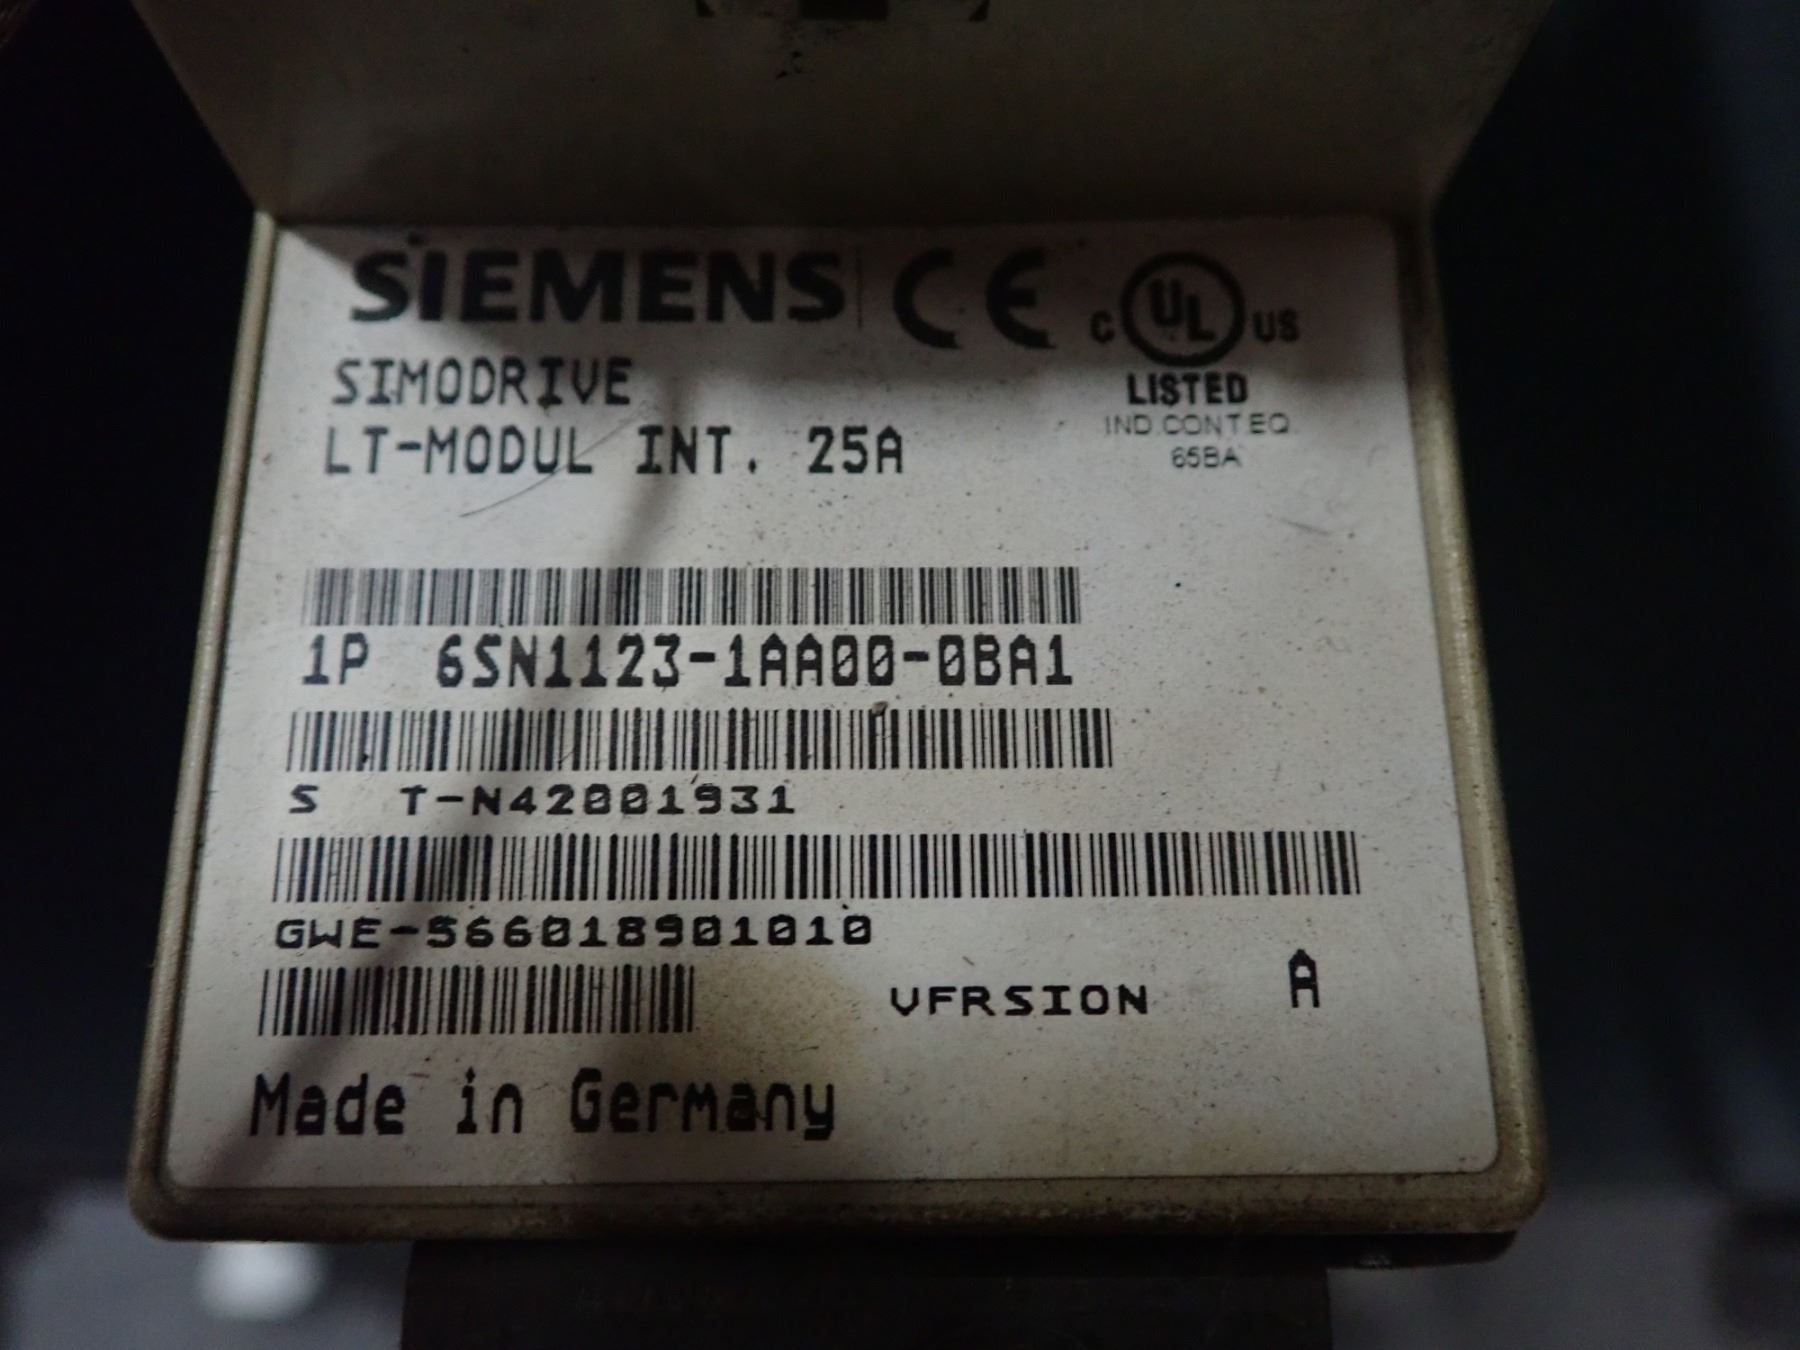 SIEMENS CE
C UL US
LISTED
IND.CONT.EQ.
65BA
SIMODRIVE
LT-MODUL INT. 25A
1P 6SN1123-1AA00-0BA1
S T-N42001931
GWE-566018901010
VERSION A
Made in Germany